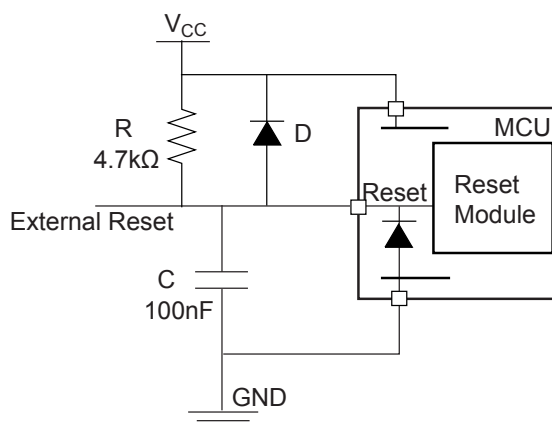 V_CC
R
4.7kΩ
D
MCU
Reset
Reset
Module
External Reset
C
100nF
GND